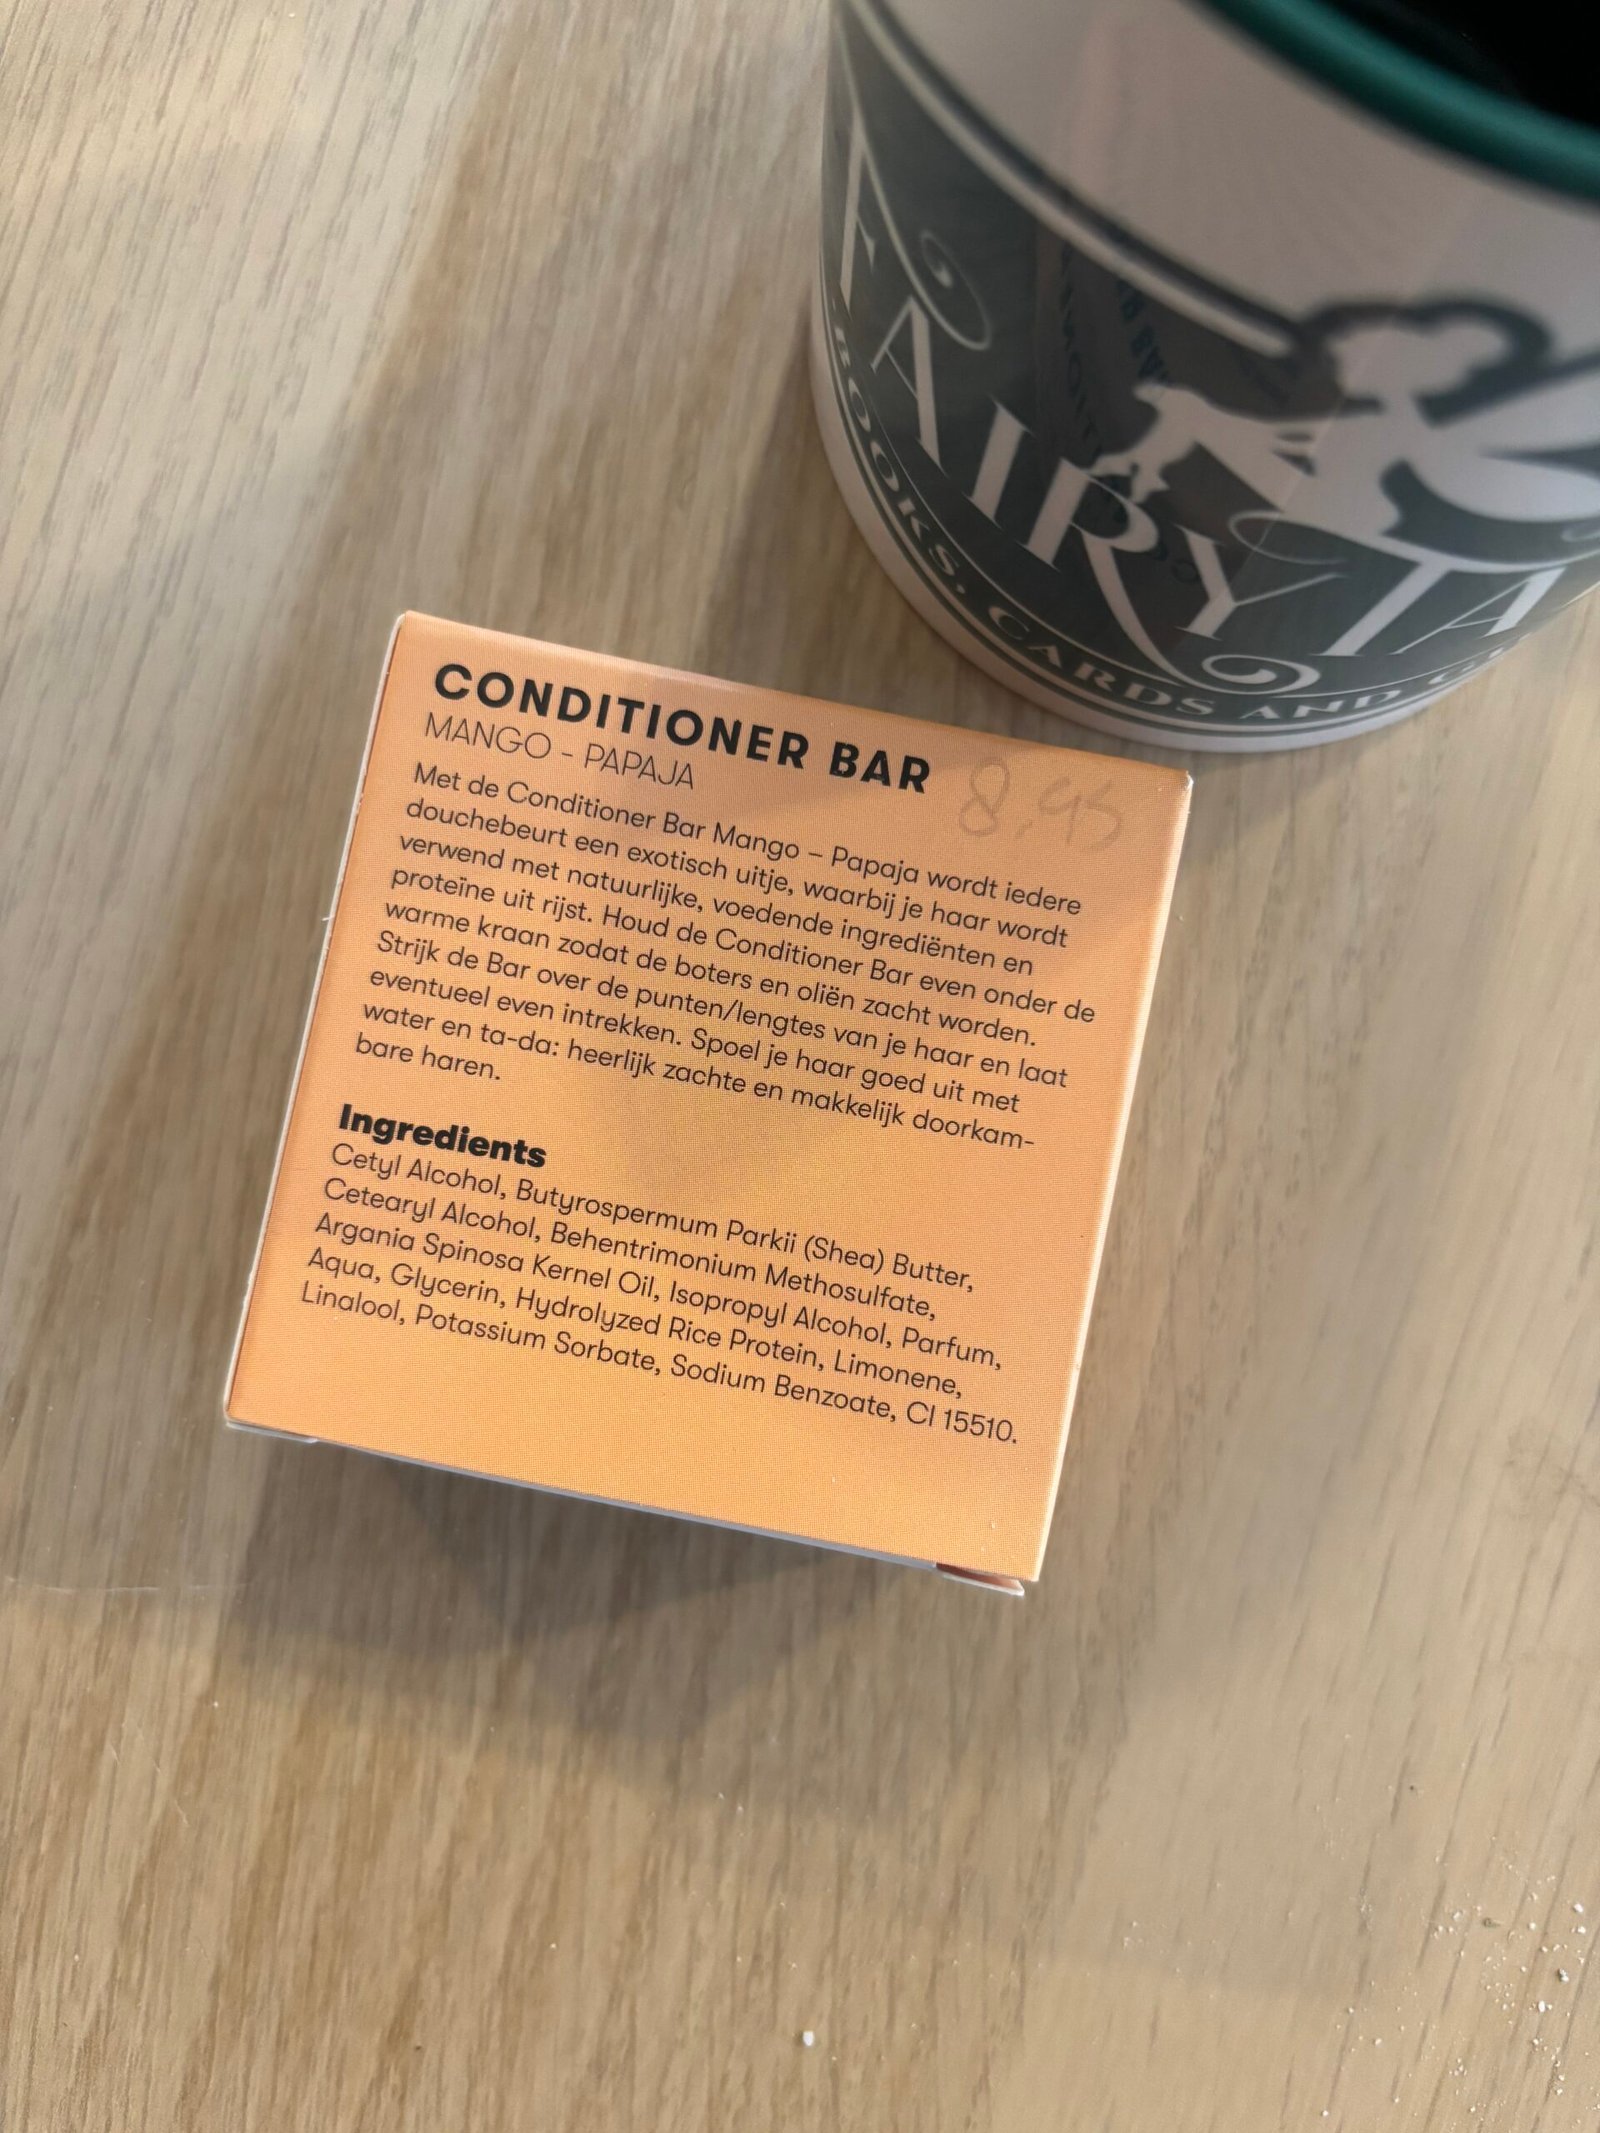 FAIRYTA
BOOKS, CARDS AND
CONDITIONER BAR
MANGO - PAPAJA
8,95
Met de Conditioner Bar Mango – Papaja wordt iedere
douchebeurt een exotisch uitje, waarbij je haar wordt
verwend met natuurlijke, voedende ingrediënten en
proteïne uit rijst. Houd de Conditioner Bar even onder de
warme kraan zodat de boters en oliën zacht worden.
Strijk de Bar over de punten/lengtes van je haar en laat
eventueel even intrekken. Spoel je haar goed uit met
water en ta-da: heerlijk zachte en makkelijk doorkam-
bare haren.
Ingredients
Cetyl Alcohol, Butyrospermum Parkii (Shea) Butter,
Cetearyl Alcohol, Behentrimonium Methosulfate,
Argania Spinosa Kernel Oil, Isopropyl Alcohol, Parfum,
Aqua, Glycerin, Hydrolyzed Rice Protein, Limonene,
Linalool, Potassium Sorbate, Sodium Benzoate, CI 15510.